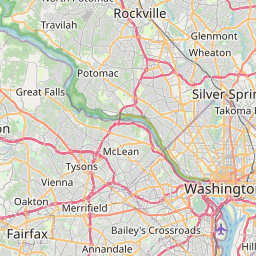 North Potomac
Rockville
Travilah
Glenmont
Wheaton
Potomac
Great Falls
Silver Spring
Takoma
McLean
Tysons
Vienna
Washington
Oakton
Merrifield
Bailey's Crossroads
Fairfax
Annandale
Hil